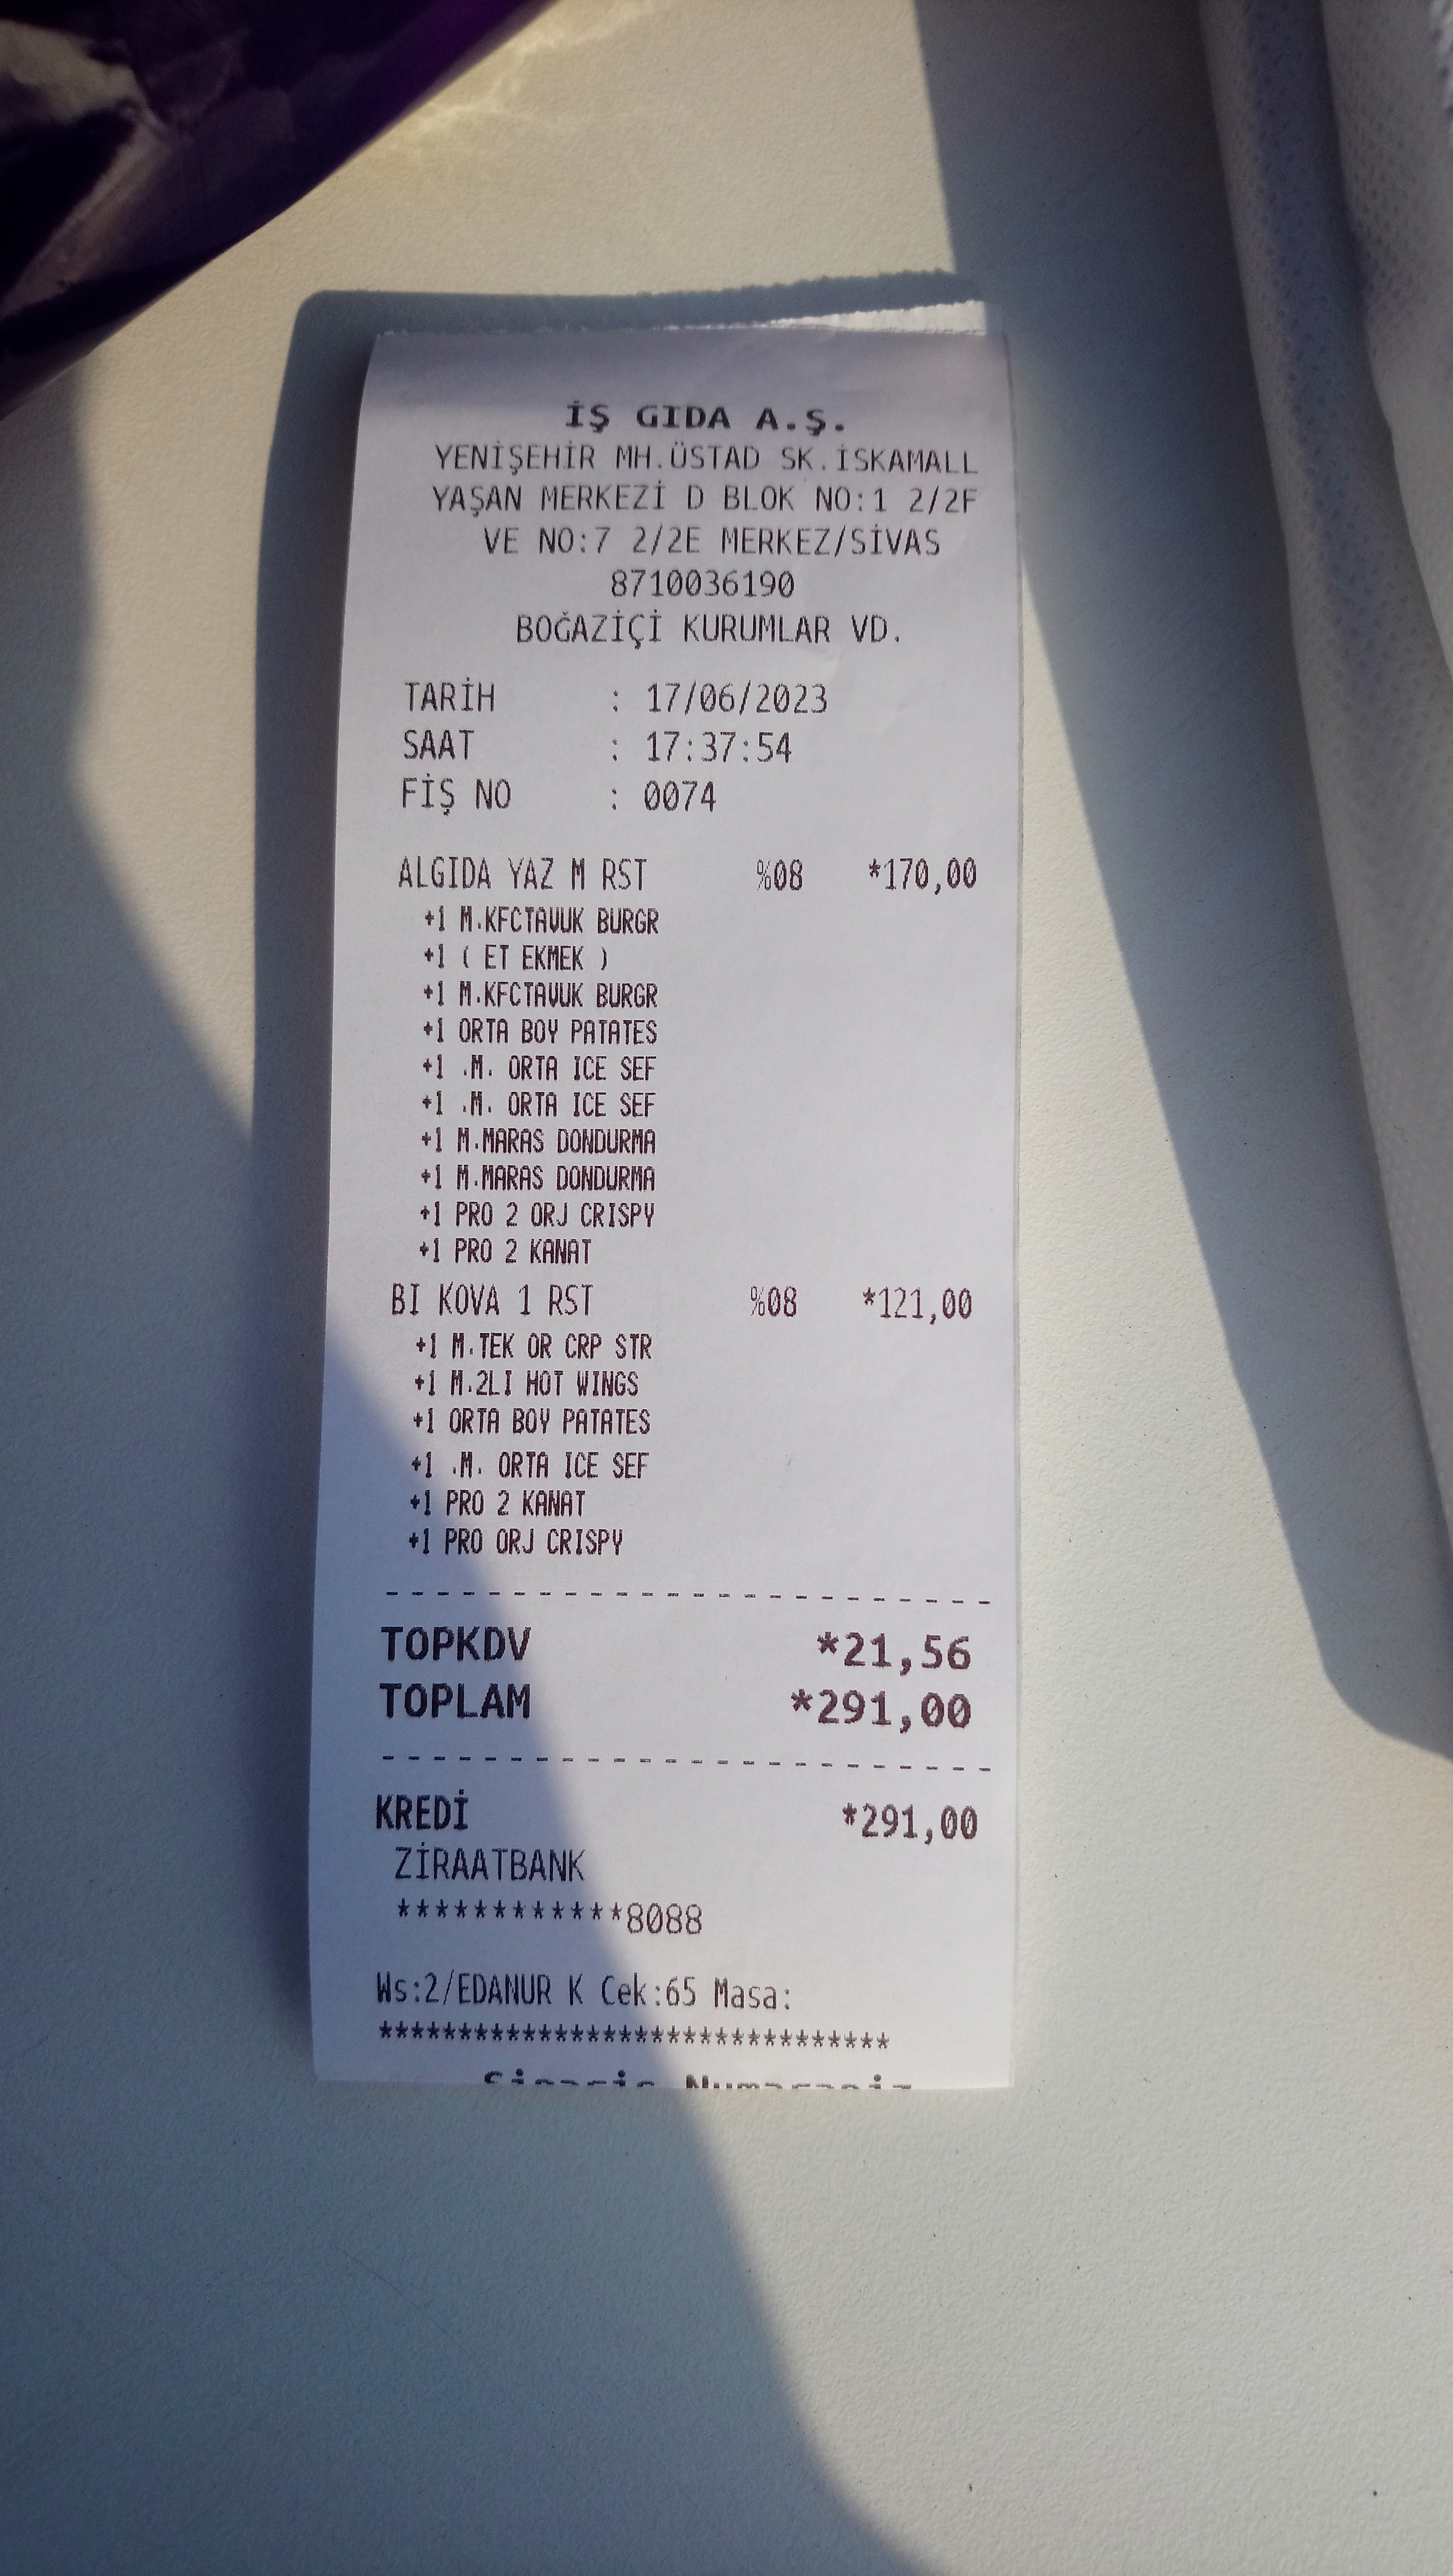 İŞ GIDA A.Ş.
YENİŞEHİR MH.ÜSTAD SK.İSKAMALL
YAŞAN MERKEZİ D BLOK NO:1 2/2F
VE NO:7 2/2E MERKEZ/SİVAS
8710036190
BOĞAZİÇİ KURUMLAR VD.
TARİH : 17/06/2023
SAAT : 17:37:54
FİŞ NO : 0074
ALGIDA YAZ M RST %08 *170,00
+1 M.KFCTAVUK BURGR
+1 ( ET EKMEK )
+1 M.KFCTAVUK BURGR
+1 ORTA BOY PATATES
+1 .M. ORTA ICE SEF
+1 .M. ORTA ICE SEF
+1 M.MARAS DONDURMA
+1 M.MARAS DONDURMA
+1 PRO 2 ORJ CRISPY
+1 PRO 2 KANAT
BI KOVA 1 RST %08 *121,00
+1 M.TEK OR CRP STR
+1 M.2LI HOT WINGS
+1 ORTA BOY PATATES
+1 .M. ORTA ICE SEF
+1 PRO 2 KANAT
+1 PRO ORJ CRISPY
------------------------
TOPKDV *21,56
TOPLAM *291,00
------------------------
KREDİ *291,00
ZİRAATBANK
************8088
Ws:2/EDANUR K Cek:65 Masa:
********************************